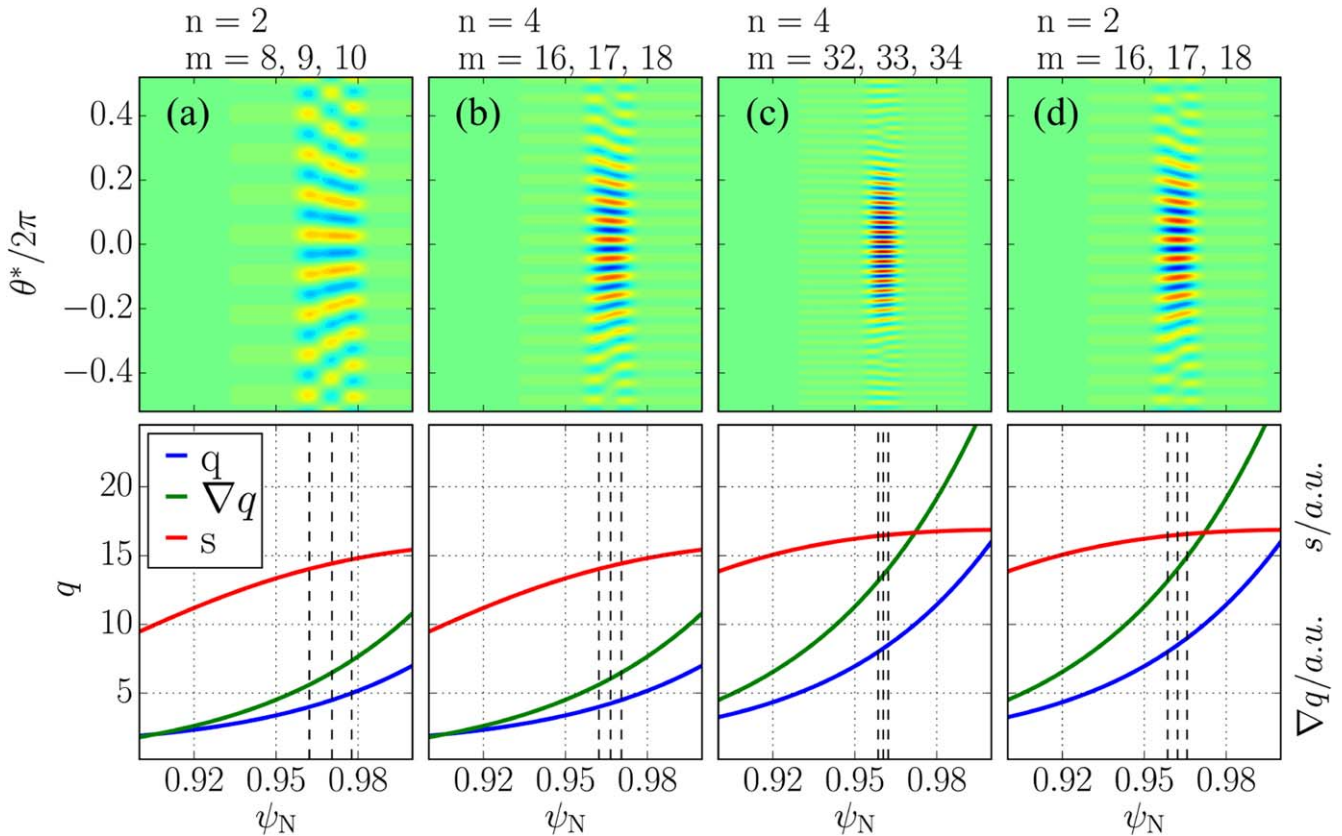 n = 2
m = 8, 9, 10
n = 4
m = 16, 17, 18
n = 4
m = 32, 33, 34
n = 2
m = 16, 17, 18
(a)
(b)
(c)
(d)
0.4
0.2
0.0
−0.2
−0.4
θ*/2π
q
∇q
s
20
15
10
5
q
∇q/a.u.
s/a.u.
0.92 0.95 0.98
0.92 0.95 0.98
0.92 0.95 0.98
0.92 0.95 0.98
ψN
ψN
ψN
ψN